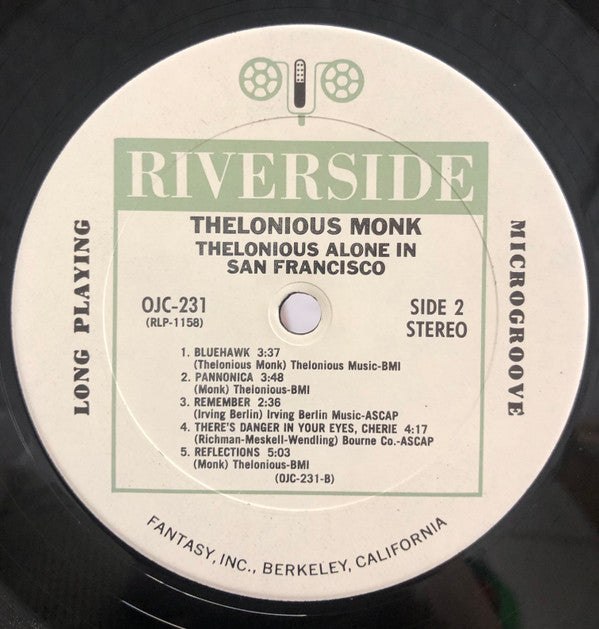 RIVERSIDE
THELONIOUS MONK
THELONIOUS ALONE IN
SAN FRANCISCO
LONG PLAYING
MICROGROOVE
OJC-231
(RLP-1158)
SIDE 2
STEREO
1. BLUEHAWK 3:37
(Thelonious Monk) Thelonious Music-BMI
2. PANNONICA 3:48
(Monk) Thelonious-BMI
3. REMEMBER 2:36
(Irving Berlin) Irving Berlin Music-ASCAP
4. THERE'S DANGER IN YOUR EYES, CHERIE 4:17
(Richman-Meskell-Wendling) Bourne Co.-ASCAP
5. REFLECTIONS 5:03
(Monk) Thelonious-BMI
(OJC-231-B)
FANTASY, INC., BERKELEY, CALIFORNIA